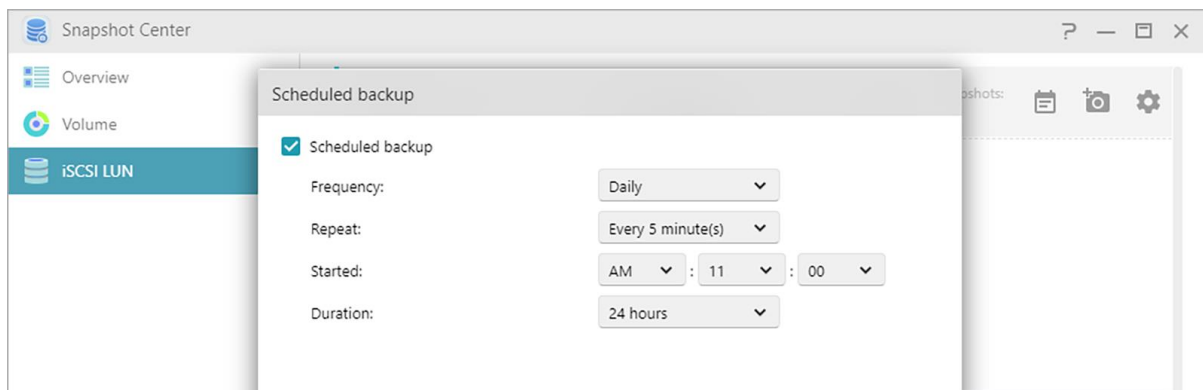 Snapshot Center
Overview
Volume
iSCSI LUN
Scheduled backup
Scheduled backup
Frequency: Daily
Repeat: Every 5 minute(s)
Started: AM : 11 : 00
Duration: 24 hours